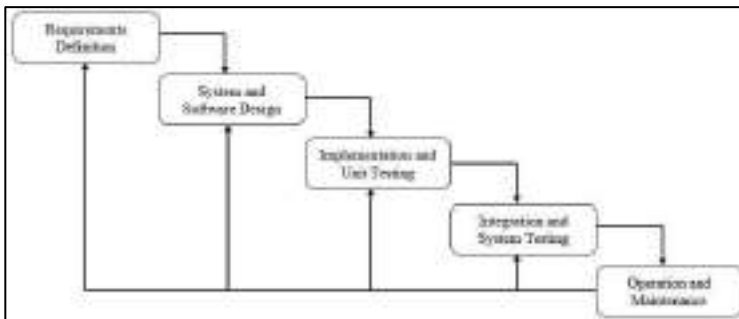 Requirements
Definition
System and
Software Design
Implementation and
Unit Testing
Integration and
System Testing
Operation and
Maintenance